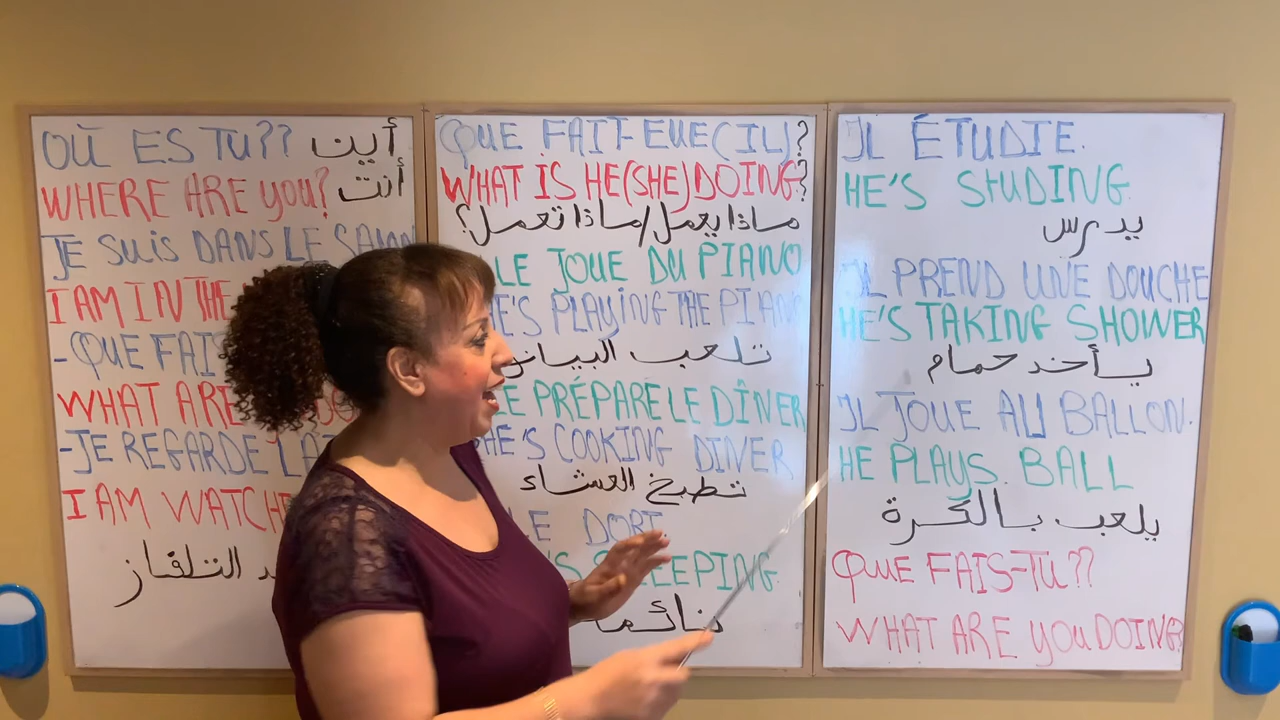 OÙ ES TU?? أين
WHERE ARE YOU? أنت
JE SUIS DANS LE SALON
I AM IN THE
-QUE FAIS
WHAT ARE
-JE REGARDE LA
I AM WATCH
التلفاز
QUE FAIT ELLE(IL)?
WHAT IS HE(SHE) DOING?
ماذا يعمل/ماذا تعمل؟
LE JOUE DU PIANO
HE'S PLAYING THE PIAN
تلعب البيانو
LE PRÉPARE LE DÎNER
HE'S COOKING DINER
تطبخ العشاء
LE DORT
'S SLEEPING
نائمة
IL ÉTUDIE.
HE'S STUDING
يدرس
IL PREND UNE DOUCHE
HE'S TAKING SHOWER
يأخد حمام
IL JOUE AU BALLON.
HE PLAYS. BALL
يلعب بالكرة
QUE FAIS-TU??
WHAT ARE YOU DOING?